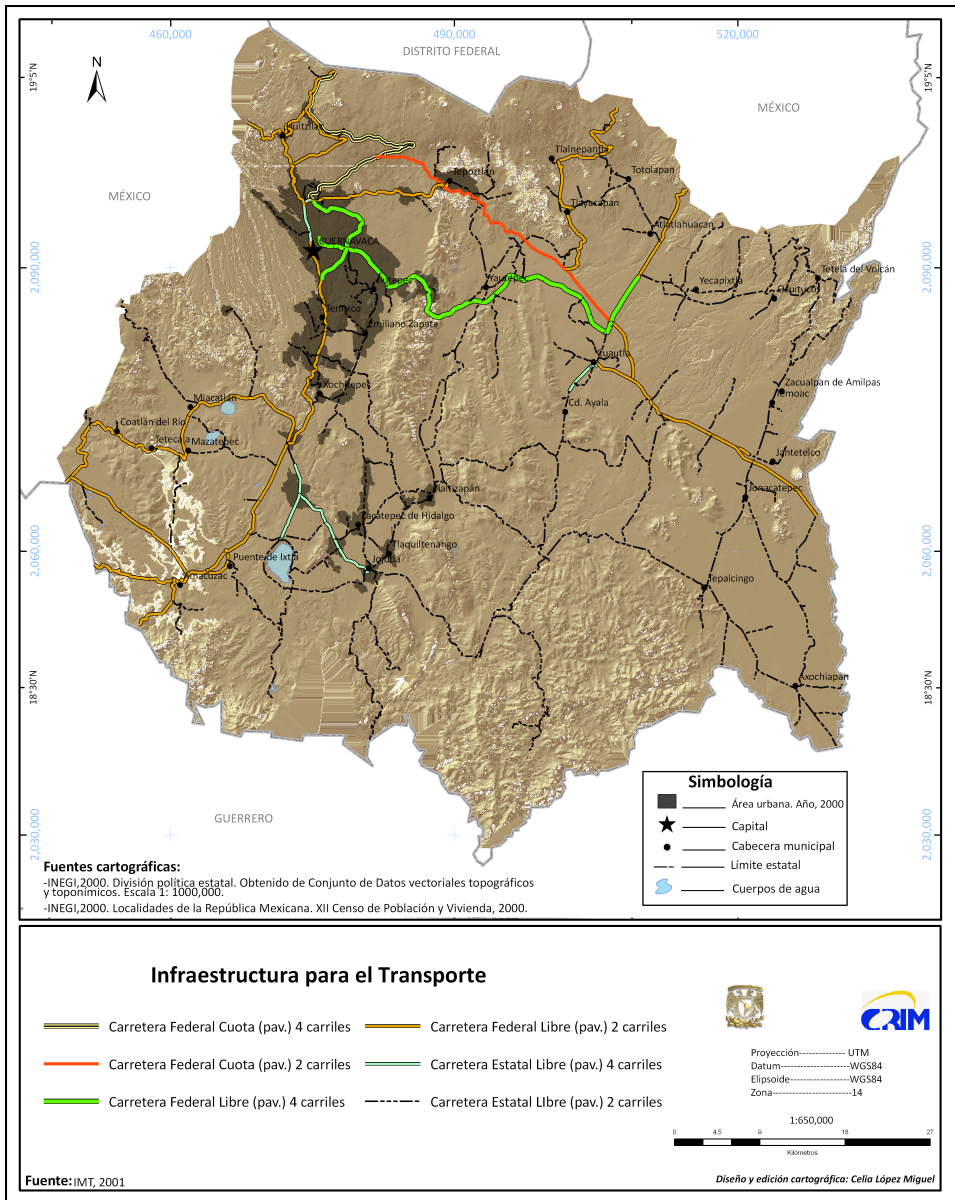 460,000
490,000
520,000
DISTRITO FEDERAL
19°5'N
N
MÉXICO
Huitzilac
Tlalnepantla
Totolapan
Tepoztlán
MÉXICO
Tlayacapan
Atlatlahuacan
CUERNAVACA
2,090,000
2,090,000
Tetela del Volcán
Jiutepec
Yautepec
Yecapixtla
Ocuituco
Temixco
Emiliano Zapata
Cuautla
Xochitepec
Zacualpan de Amilpas
Temoac
Miacatlán
Cd. Ayala
Coatlán del Rio
Tetecala
Mazatepec
Jantetelco
Tlaltizapán
Jonacatepec
Zacatepec de Hidalgo
Tlaquiltenango
2,060,000
2,060,000
Puente de Ixtla
Jojutla
Amacuzac
Tepalcingo
18°30'N
18°30'N
Axochiapan
GUERRERO
2,030,000
2,030,000
Simbología
Área urbana. Año, 2000
Capital
Cabecera municipal
Límite estatal
Cuerpos de agua
Fuentes cartográficas:
-INEGI,2000. División política estatal. Obtenido de Conjunto de Datos vectoriales topográficos
y toponímicos. Escala 1: 1000,000.
-INEGI,2000. Localidades de la República Mexicana. XII Censo de Población y Vivienda, 2000.
Infraestructura para el Transporte
Carretera Federal Cuota (pav.) 4 carriles
Carretera Federal Libre (pav.) 2 carriles
Carretera Federal Cuota (pav.) 2 carriles
Carretera Estatal Libre (pav.) 4 carriles
Carretera Federal Libre (pav.) 4 carriles
Carretera Estatal LIbre (pav.) 2 carriles
CRIM
Proyección-------------- UTM
Datum----------------------WGS84
Elipsoide-------------------WGS84
Zona-------------------------14
1:650,000
0 4.5 9 18 27
Kilómetros
Fuente: IMT, 2001
Diseño y edición cartográfica: Celia López Miguel
19°5'N